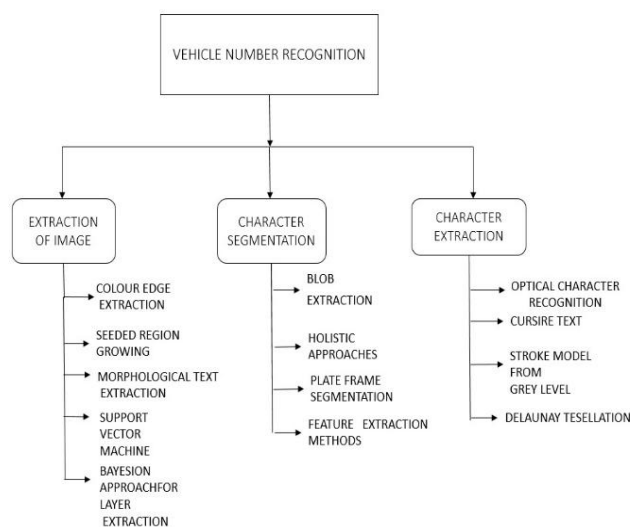 VEHICLE NUMBER RECOGNITION
EXTRACTION
OF IMAGE
COLOUR EDGE
EXTRACTION
SEEDED REGION
GROWING
MORPHOLOGICAL TEXT
EXTRACTION
SUPPORT
VECTOR
MACHINE
BAYESION
APPROACHFOR
LAYER
EXTRACTION
CHARACTER
SEGMENTATION
BLOB
EXTRACTION
HOLISTIC
APPROACHES
PLATE FRAME
SEGMENTATION
FEATURE EXTRACTION
METHODS
CHARACTER
EXTRACTION
OPTICAL CHARACTER
RECOGNITION
CURSIRE TEXT
STROKE MODEL
FROM
GREY LEVEL
DELAUNAY TESELLATION